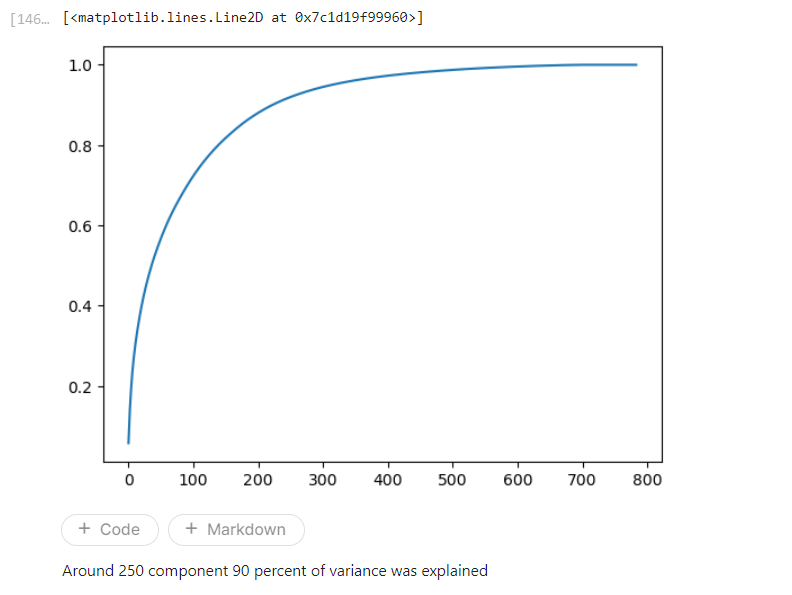 [146… [<matplotlib.lines.Line2D at 0x7c1d19f99960>]
1.0
0.8
0.6
0.4
0.2
0 100 200 300 400 500 600 700 800
+ Code + Markdown
Around 250 component 90 percent of variance was explained